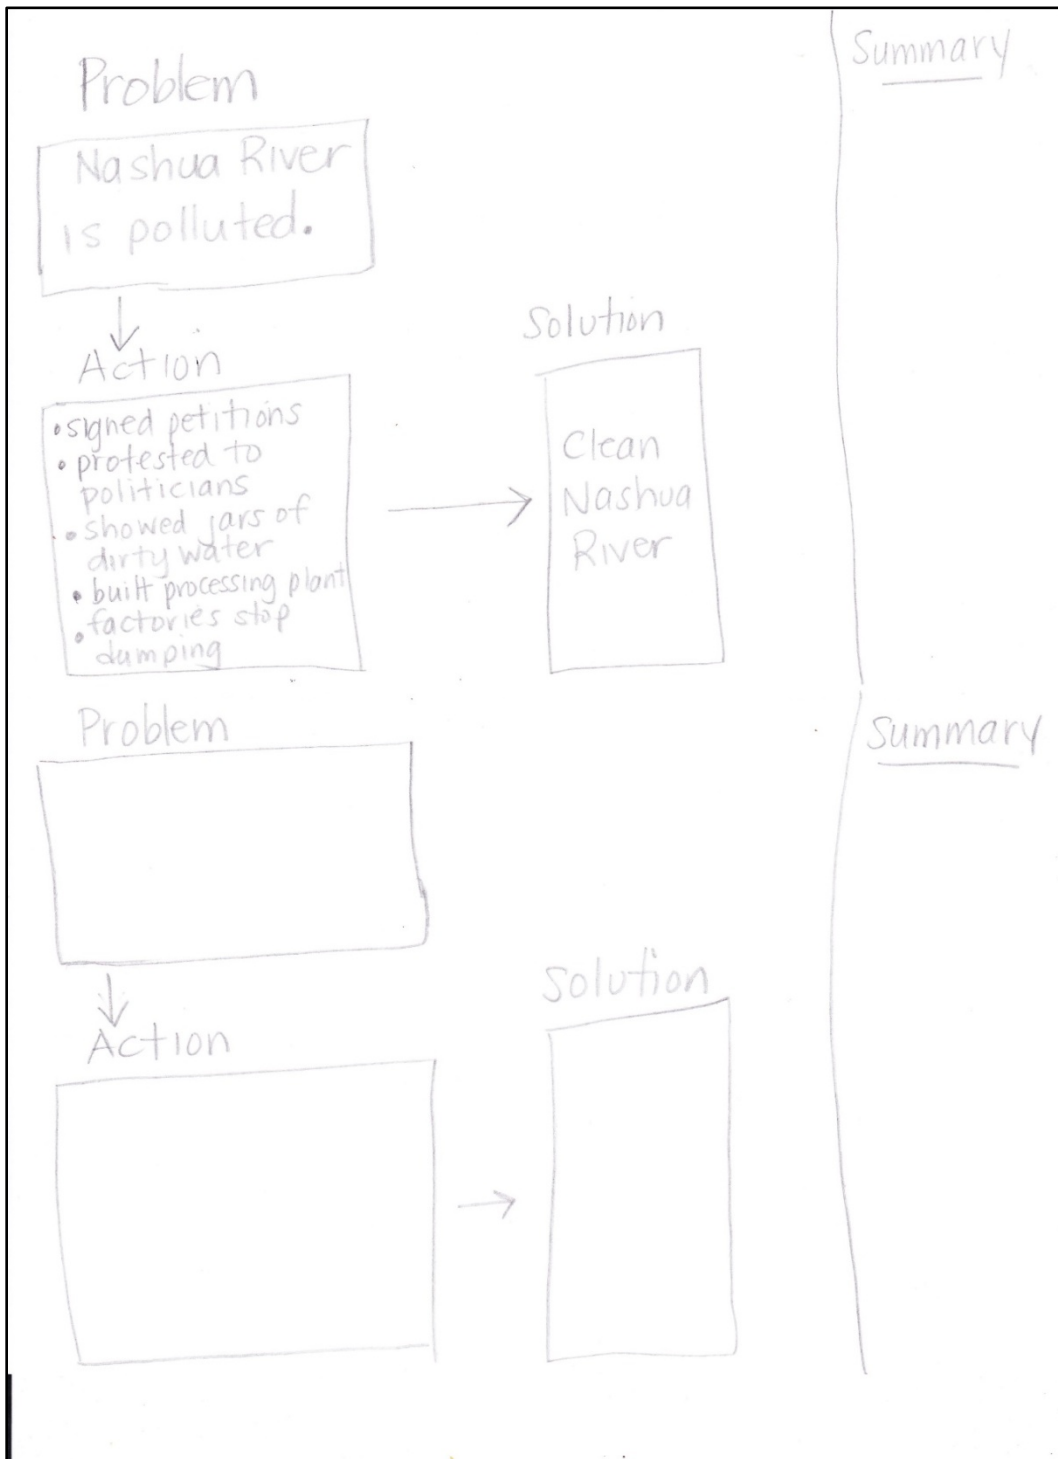 Problem
Summary
Nashua River
is polluted.
Action
Solution
• signed petitions
• protested to
politicians
• showed jars of
dirty water
• built processing plant
• factories stop
dumping
Clean
Nashua
River
Problem
Summary
Action
Solution